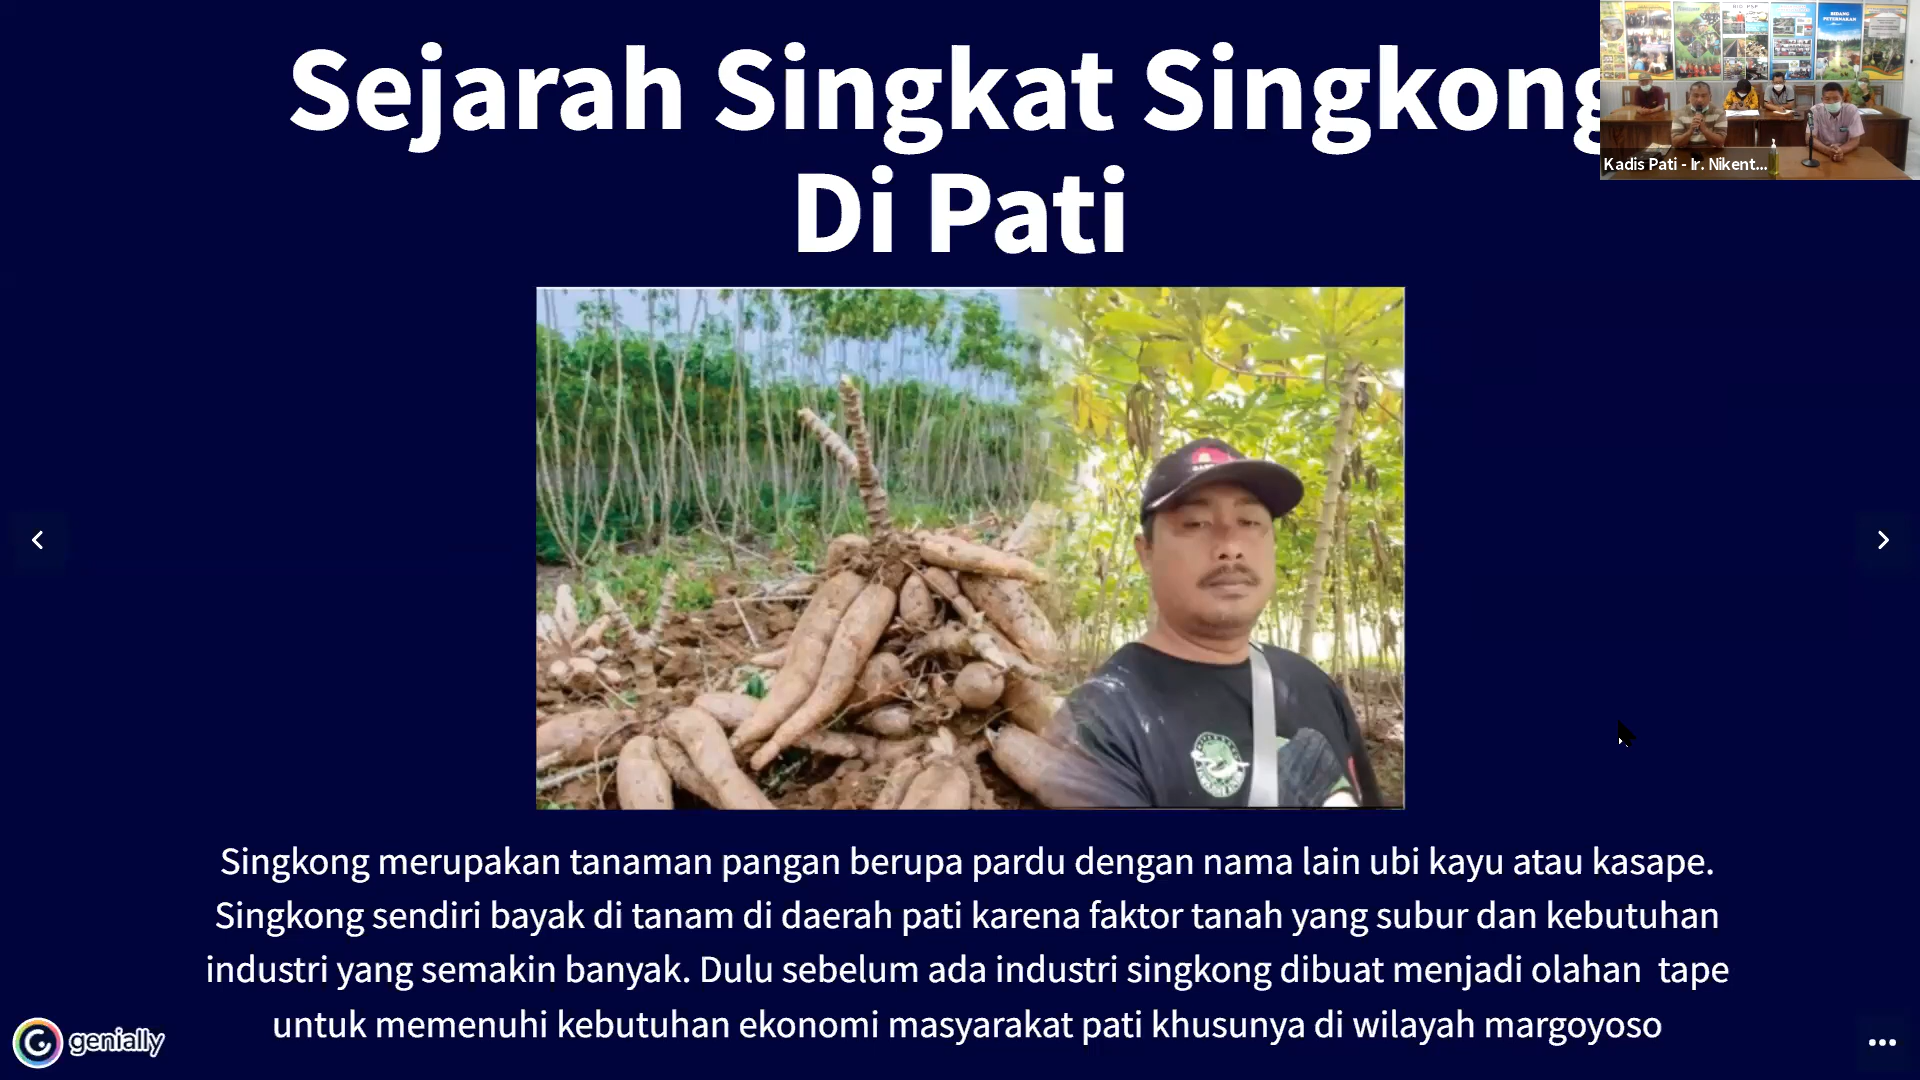 Sejarah Singkat Singkong
Di Pati
BIDANG
PETERNAKAN
Kadis Pati - Ir. Nikent...
Singkong merupakan tanaman pangan berupa pardu dengan nama lain ubi kayu atau kasape.
Singkong sendiri bayak di tanam di daerah pati karena faktor tanah yang subur dan kebutuhan
industri yang semakin banyak. Dulu sebelum ada industri singkong dibuat menjadi olahan  tape
untuk memenuhi kebutuhan ekonomi masyarakat pati khusunya di wilayah margoyoso
genially